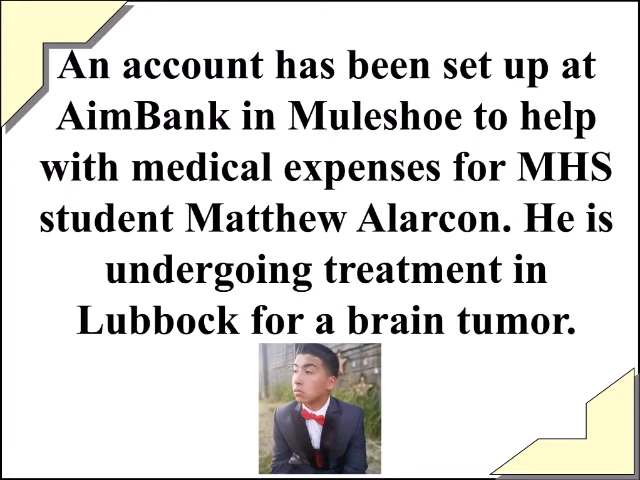 An account has been set up at
AimBank in Muleshoe to help
with medical expenses for MHS
student Matthew Alarcon. He is
undergoing treatment in
Lubbock for a brain tumor.